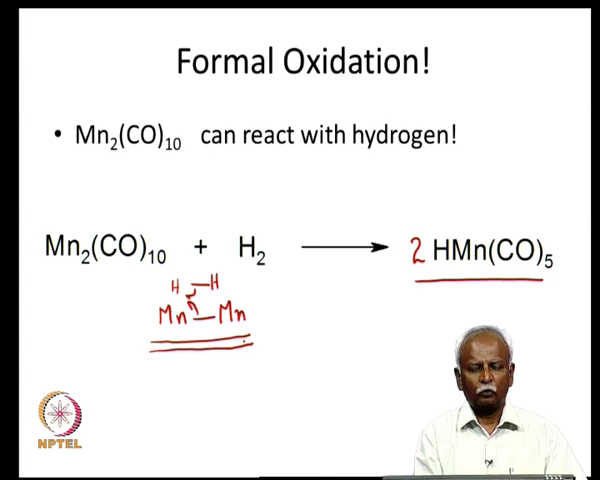 Formal Oxidation!
• Mn₂(CO)₁₀ can react with hydrogen!
Mn₂(CO)₁₀ + H₂ ⟶ 2 HMn(CO)₅
H—H
Mn—Mn
NPTEL